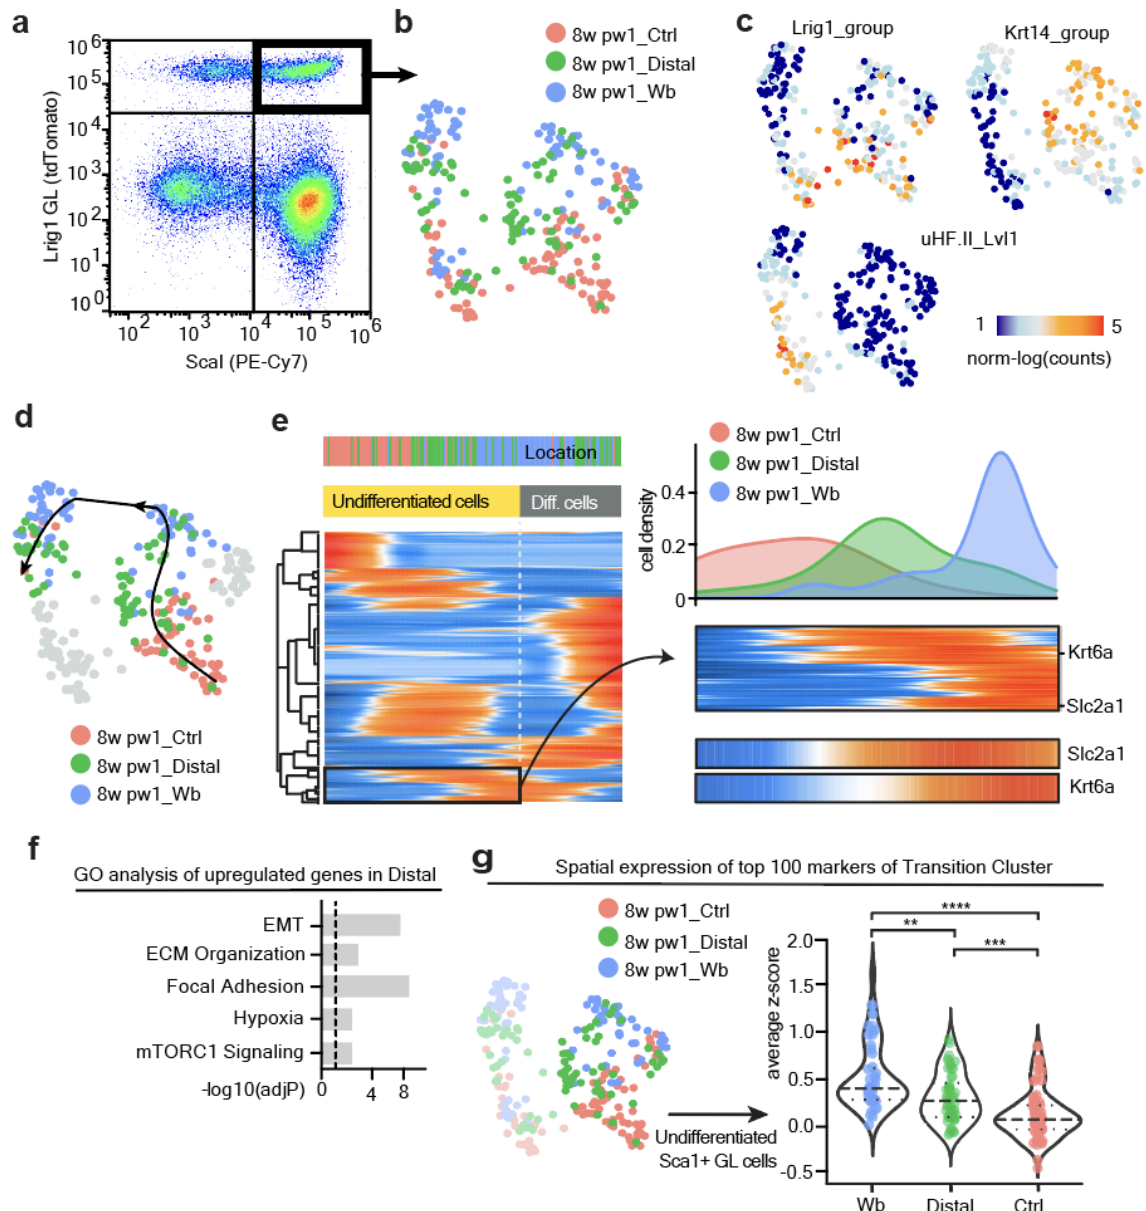 a
10^6
10^5
10^4
10^3
10^2
10^1
10^0
Lrig1 GL (tdTomato)
10^2
10^3
10^4
10^5
10^6
ScaI (PE-Cy7)
b
8w pw1_Ctrl
8w pw1_Distal
8w pw1_Wb
c
Lrig1_group
Krt14_group
uHF.II_Lvl1
1
5
norm-log(counts)
d
8w pw1_Ctrl
8w pw1_Distal
8w pw1_Wb
e
Location
Undifferentiated cells
Diff. cells
8w pw1_Ctrl
8w pw1_Distal
8w pw1_Wb
cell density
0.4
0.2
0
Krt6a
Slc2a1
Slc2a1
Krt6a
f
GO analysis of upregulated genes in Distal
EMT
ECM Organization
Focal Adhesion
Hypoxia
mTORC1 Signaling
-log10(adjP)
0
4
8
g
Spatial expression of top 100 markers of Transition Cluster
8w pw1_Ctrl
8w pw1_Distal
8w pw1_Wb
Undifferentiated
Sca1+ GL cells
average z-score
2.0
1.5
1.0
0.5
0.0
-0.5
****
**
***
Wb
Distal
Ctrl